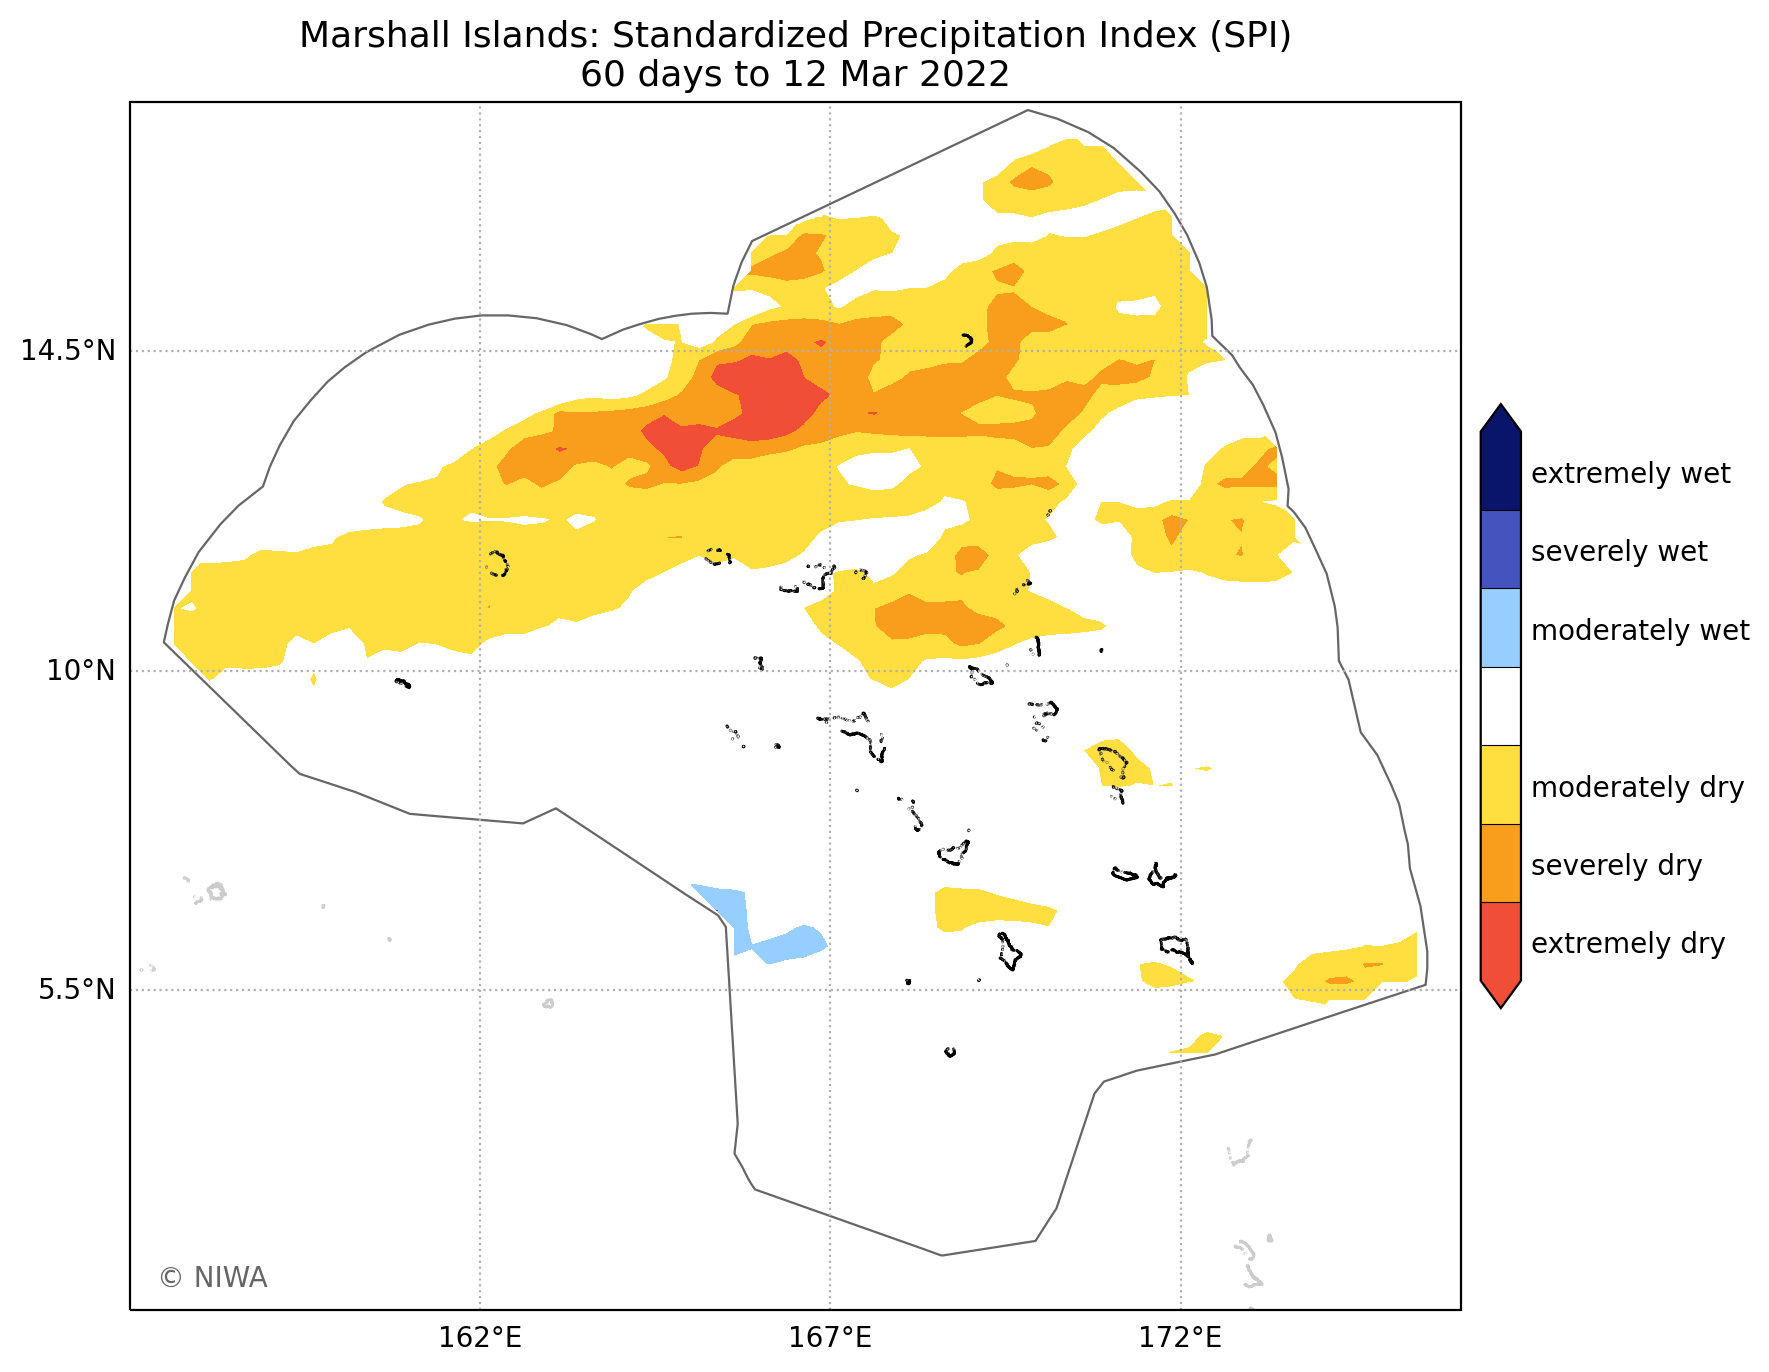 Marshall Islands: Standardized Precipitation Index (SPI)
60 days to 12 Mar 2022
14.5°N
10°N
5.5°N
162°E
167°E
172°E
extremely wet
severely wet
moderately wet
moderately dry
severely dry
extremely dry
© NIWA